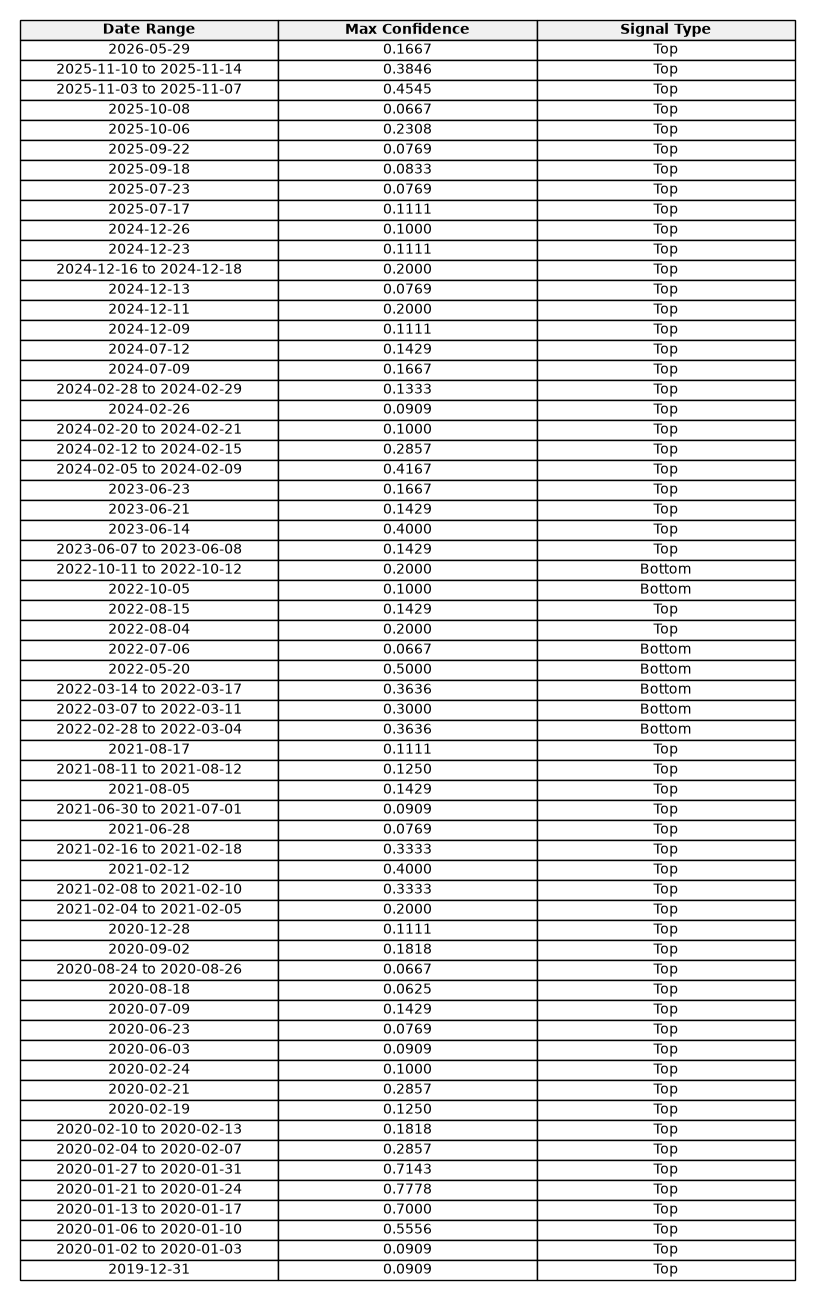 Date Range Max Confidence Signal Type
2026-05-29 0.1667 Top
2025-11-10 to 2025-11-14 0.3846 Top
2025-11-03 to 2025-11-07 0.4545 Top
2025-10-08 0.0667 Top
2025-10-06 0.2308 Top
2025-09-22 0.0769 Top
2025-09-18 0.0833 Top
2025-07-23 0.0769 Top
2025-07-17 0.1111 Top
2024-12-26 0.1000 Top
2024-12-23 0.1111 Top
2024-12-16 to 2024-12-18 0.2000 Top
2024-12-13 0.0769 Top
2024-12-11 0.2000 Top
2024-12-09 0.1111 Top
2024-07-12 0.1429 Top
2024-07-09 0.1667 Top
2024-02-28 to 2024-02-29 0.1333 Top
2024-02-26 0.0909 Top
2024-02-20 to 2024-02-21 0.1000 Top
2024-02-12 to 2024-02-15 0.2857 Top
2024-02-05 to 2024-02-09 0.4167 Top
2023-06-23 0.1667 Top
2023-06-21 0.1429 Top
2023-06-14 0.4000 Top
2023-06-07 to 2023-06-08 0.1429 Top
2022-10-11 to 2022-10-12 0.2000 Bottom
2022-10-05 0.1000 Bottom
2022-08-15 0.1429 Top
2022-08-04 0.2000 Top
2022-07-06 0.0667 Bottom
2022-05-20 0.5000 Bottom
2022-03-14 to 2022-03-17 0.3636 Bottom
2022-03-07 to 2022-03-11 0.3000 Bottom
2022-02-28 to 2022-03-04 0.3636 Bottom
2021-08-17 0.1111 Top
2021-08-11 to 2021-08-12 0.1250 Top
2021-08-05 0.1429 Top
2021-06-30 to 2021-07-01 0.0909 Top
2021-06-28 0.0769 Top
2021-02-16 to 2021-02-18 0.3333 Top
2021-02-12 0.4000 Top
2021-02-08 to 2021-02-10 0.3333 Top
2021-02-04 to 2021-02-05 0.2000 Top
2020-12-28 0.1111 Top
2020-09-02 0.1818 Top
2020-08-24 to 2020-08-26 0.0667 Top
2020-08-18 0.0625 Top
2020-07-09 0.1429 Top
2020-06-23 0.0769 Top
2020-06-03 0.0909 Top
2020-02-24 0.1000 Top
2020-02-21 0.2857 Top
2020-02-19 0.1250 Top
2020-02-10 to 2020-02-13 0.1818 Top
2020-02-04 to 2020-02-07 0.2857 Top
2020-01-27 to 2020-01-31 0.7143 Top
2020-01-21 to 2020-01-24 0.7778 Top
2020-01-13 to 2020-01-17 0.7000 Top
2020-01-06 to 2020-01-10 0.5556 Top
2020-01-02 to 2020-01-03 0.0909 Top
2019-12-31 0.0909 Top